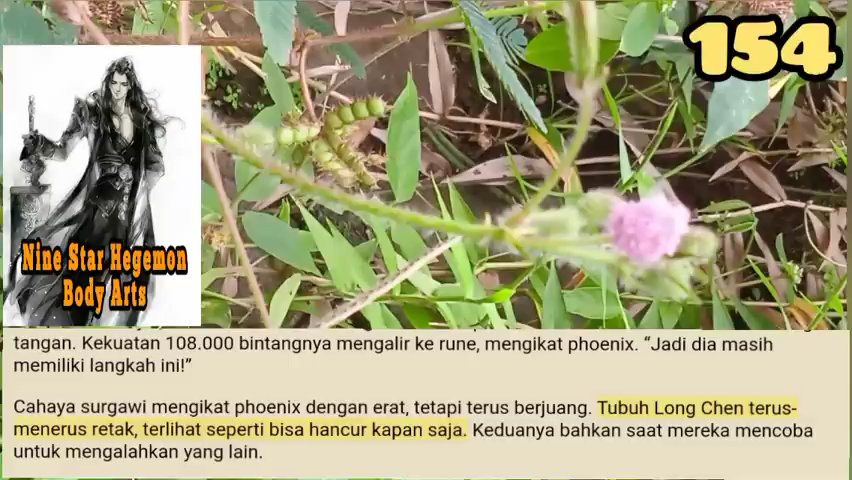 154
Nine Star Hegemon
Body Arts
tangan. Kekuatan 108.000 bintangnya mengalir ke rune, mengikat phoenix. “Jadi dia masih
memiliki langkah ini!”
Cahaya surgawi mengikat phoenix dengan erat, tetapi terus berjuang. Tubuh Long Chen terus-
menerus retak, terlihat seperti bisa hancur kapan saja. Keduanya bahkan saat mereka mencoba
untuk mengalahkan yang lain.